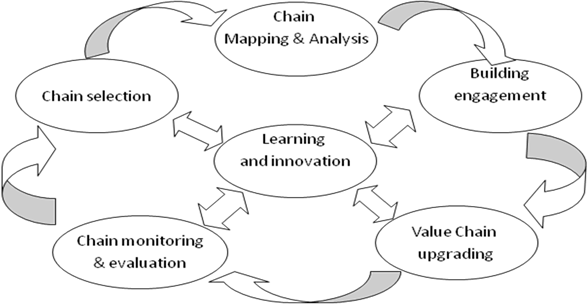 Chain
Mapping & Analysis
Building
engagement
Chain selection
Learning
and innovation
Value Chain
upgrading
Chain monitoring
& evaluation